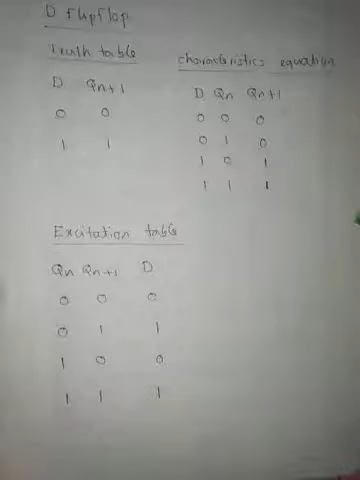 D flipflop
Truth table
D Qn+1
0 0
1 1
characteristics equation
D Qn Qn+1
0 0 0
0 1 0
1 0 1
1 1 1
Excitation table
Qn Qn+1 D
0 0 0
0 1 1
1 0 0
1 1 1